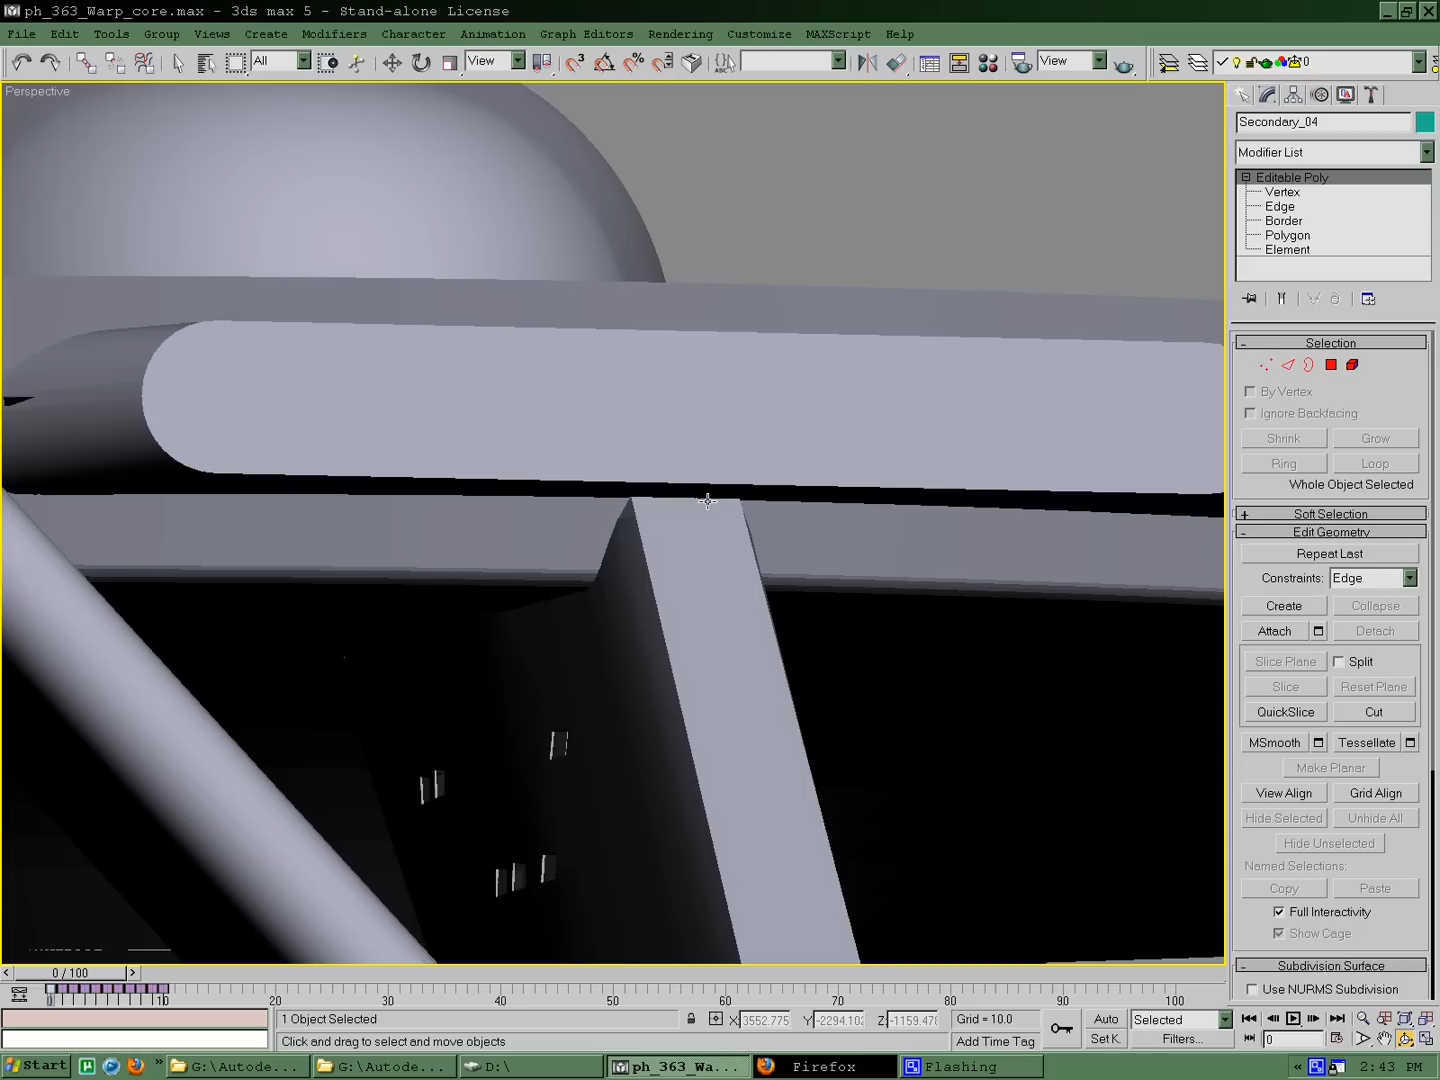 ph_363_Warp_core.max - 3ds max 5 - Stand-alone License
File Edit Tools Group Views Create Modifiers Character Animation Graph Editors Rendering Customize MAXScript Help
All View View 0
Perspective
Secondary_04
Modifier List
Editable Poly
Vertex
Edge
Border
Polygon
Element
- Selection
By Vertex
Ignore Backfacing
Shrink Grow
Ring Loop
Whole Object Selected
+ Soft Selection
- Edit Geometry
Repeat Last
Constraints: Edge
Create Collapse
Attach Detach
Slice Plane Split
Slice Reset Plane
QuickSlice Cut
MSmooth Tessellate
Make Planar
View Align Grid Align
Hide Selected Unhide All
Hide Unselected
Named Selections:
Copy Paste
Full Interactivity
Show Cage
- Subdivision Surface
Use NURMS Subdivision
< 0 / 100 >
0 10 20 30 40 50 60 70 80 90 100
1 Object Selected X: 3552.775 Y: -2294.102 Z: -1159.478 Grid = 10.0 Auto Selected
Click and drag to select and move objects Add Time Tag Set K. Filters... 0
Start » G:\Autode... G:\Autode... D:\ ph_363_Wa... Firefox Flashing « 2:43 PM